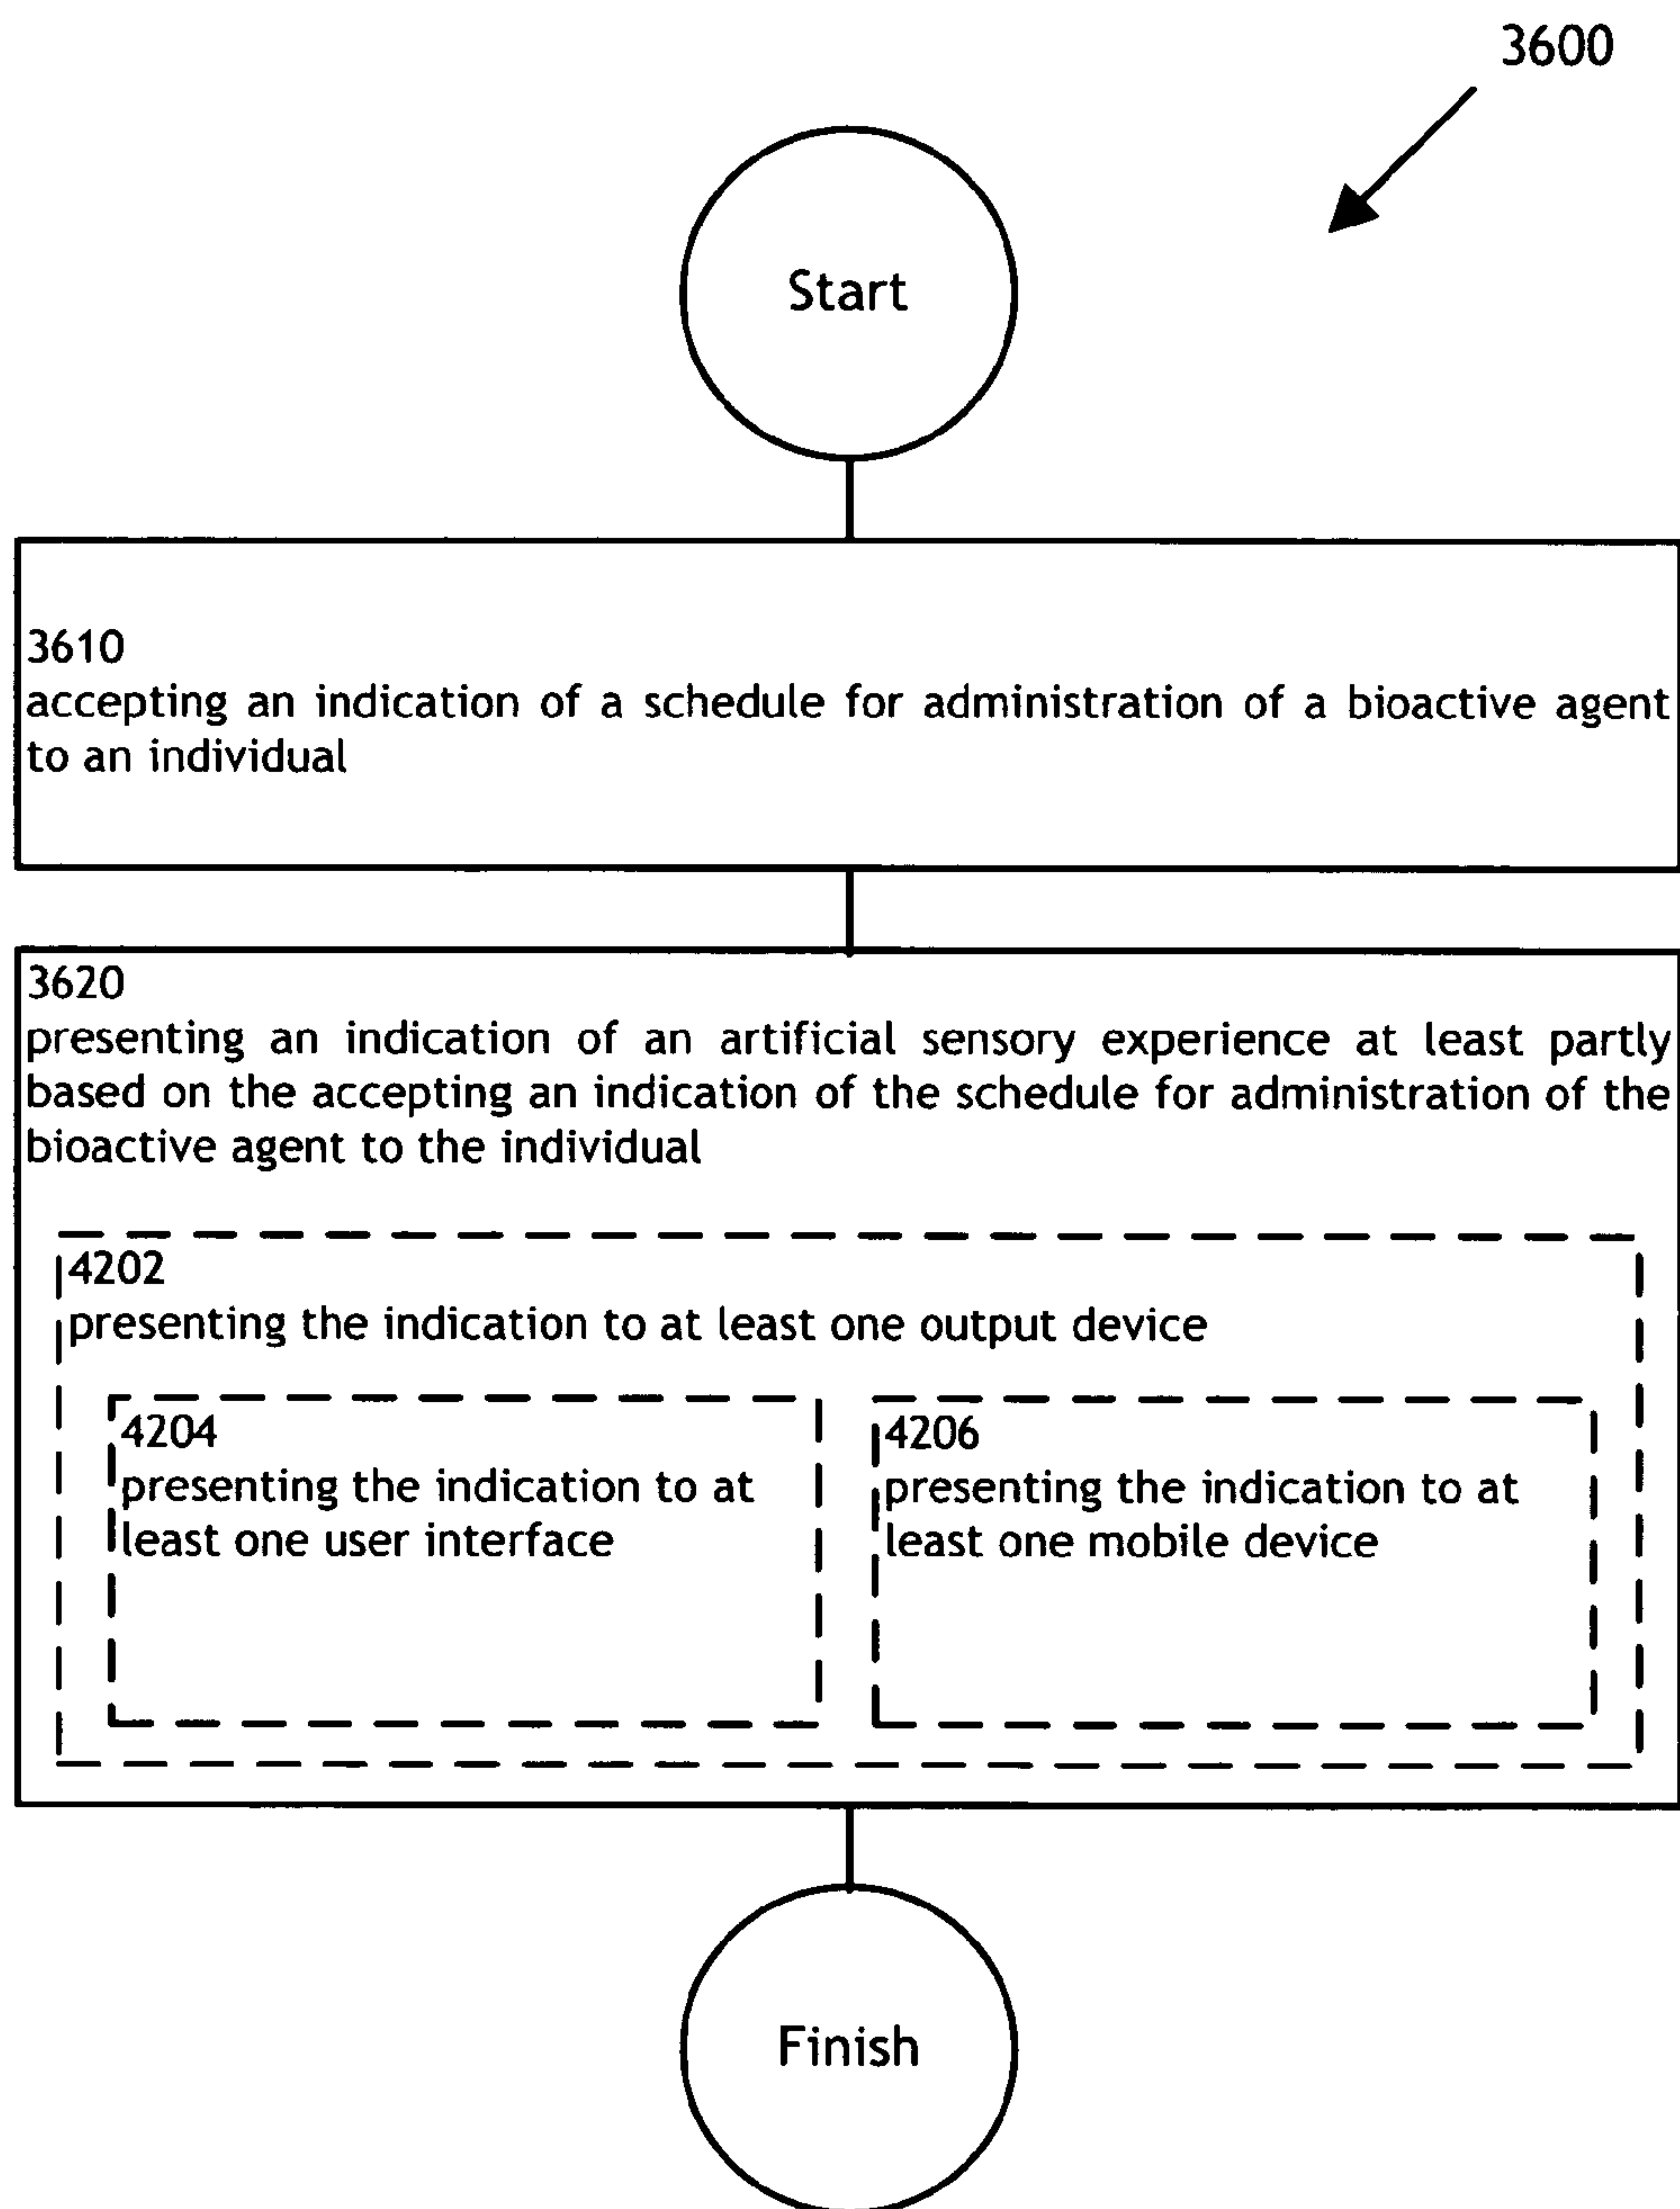 3600
Start
3610
accepting an indication of a schedule for administration of a bioactive agent
to an individual
3620
presenting an indication of an artificial sensory experience at least partly
based on the accepting an indication of the schedule for administration of the
bioactive agent to the individual
4202
presenting the indication to at least one output device
4204
presenting the indication to at
least one user interface
4206
presenting the indication to at
least one mobile device
Finish